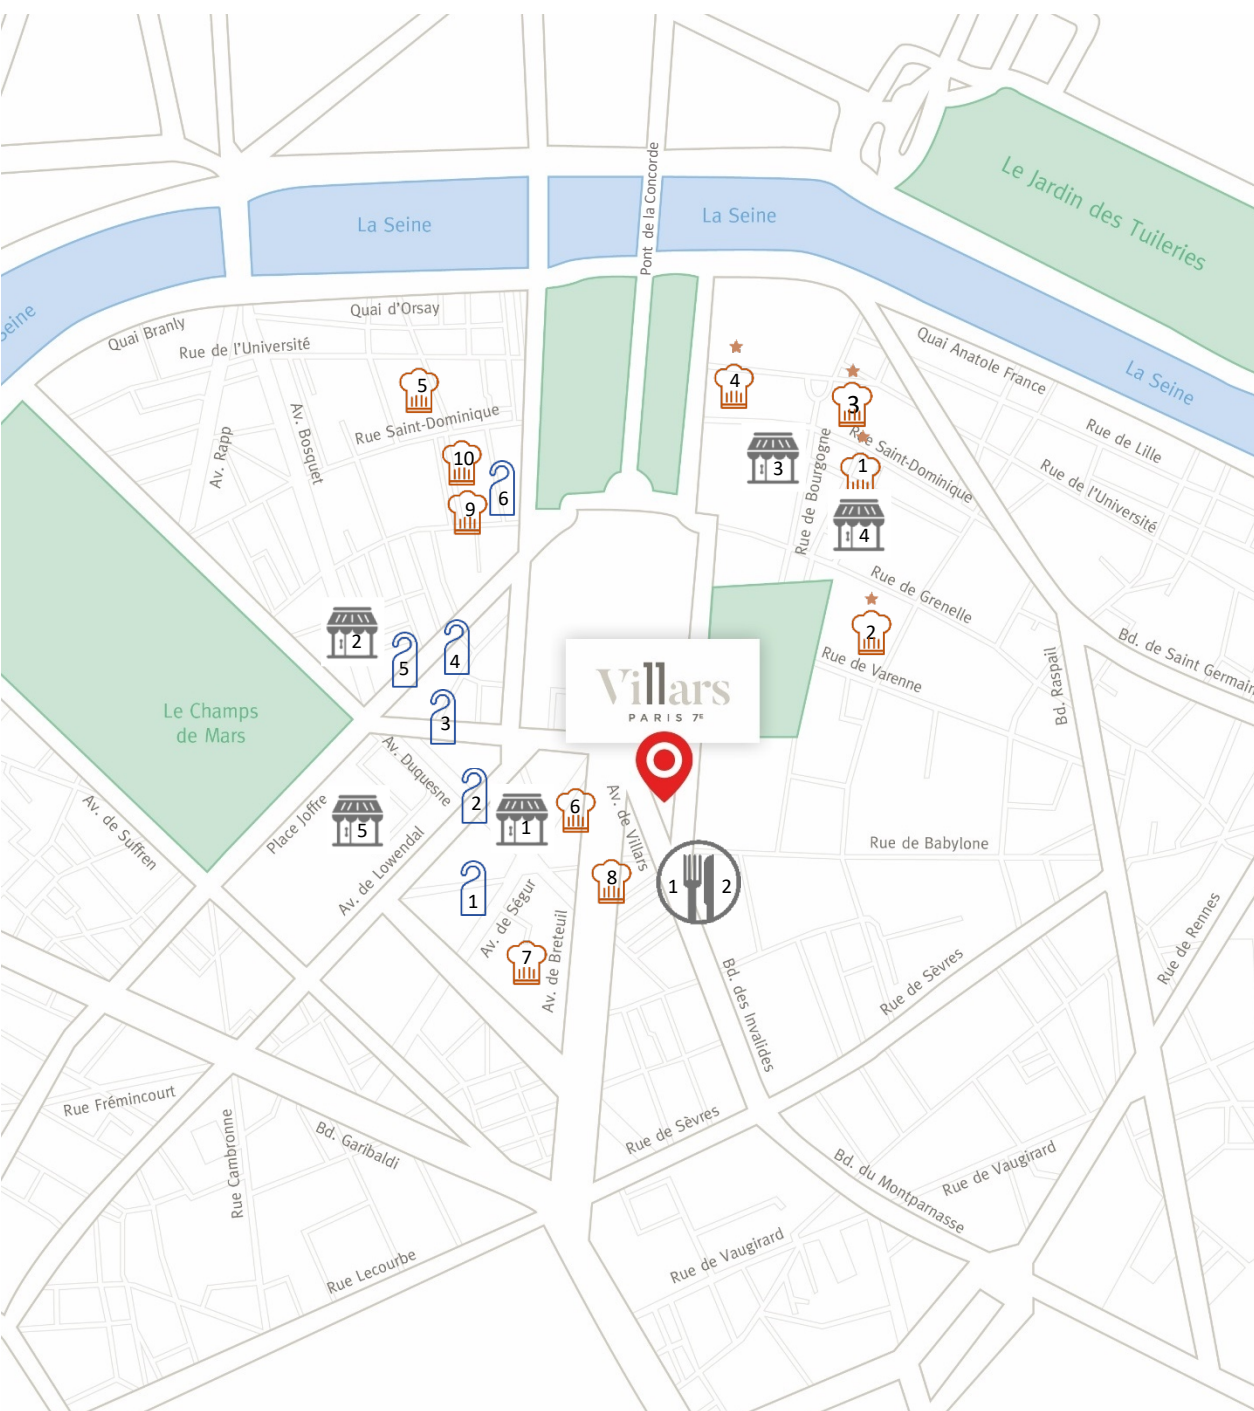 Pont de la Concorde
Le Jardin des Tuileries
La Seine
La Seine
Seine
La Seine
Quai d'Orsay
Quai Branly
Rue de l'Université
Quai Anatole France
4
3
5
Av. Rapp
Av. Bosquet
Rue Saint-Dominique
Rue de Lille
Rue Saint-Dominique
Rue de Bourgogne
10
6
9
3
1
4
Rue de l'Université
Rue de Grenelle
2
Rue de Varenne
Bd. Raspail
Bd. de Saint Germain
2
5
4
3
Villars
PARIS 7E
Le Champs
de Mars
Av. Duquesne
2
1
6
5
Av. de Suffren
Place Joffre
Av. de Lowendal
Av. de Villars
Rue de Babylone
8
1
2
1
Av. de Ségur
Av. de Breteuil
7
Bd. des Invalides
Rue de Sèvres
Rue de Rennes
Rue Frémincourt
Rue Cambronne
Bd. Garibaldi
Rue de Sèvres
Bd. du Montparnasse
Rue de Vaugirard
Rue de Vaugirard
Rue Lecourbe